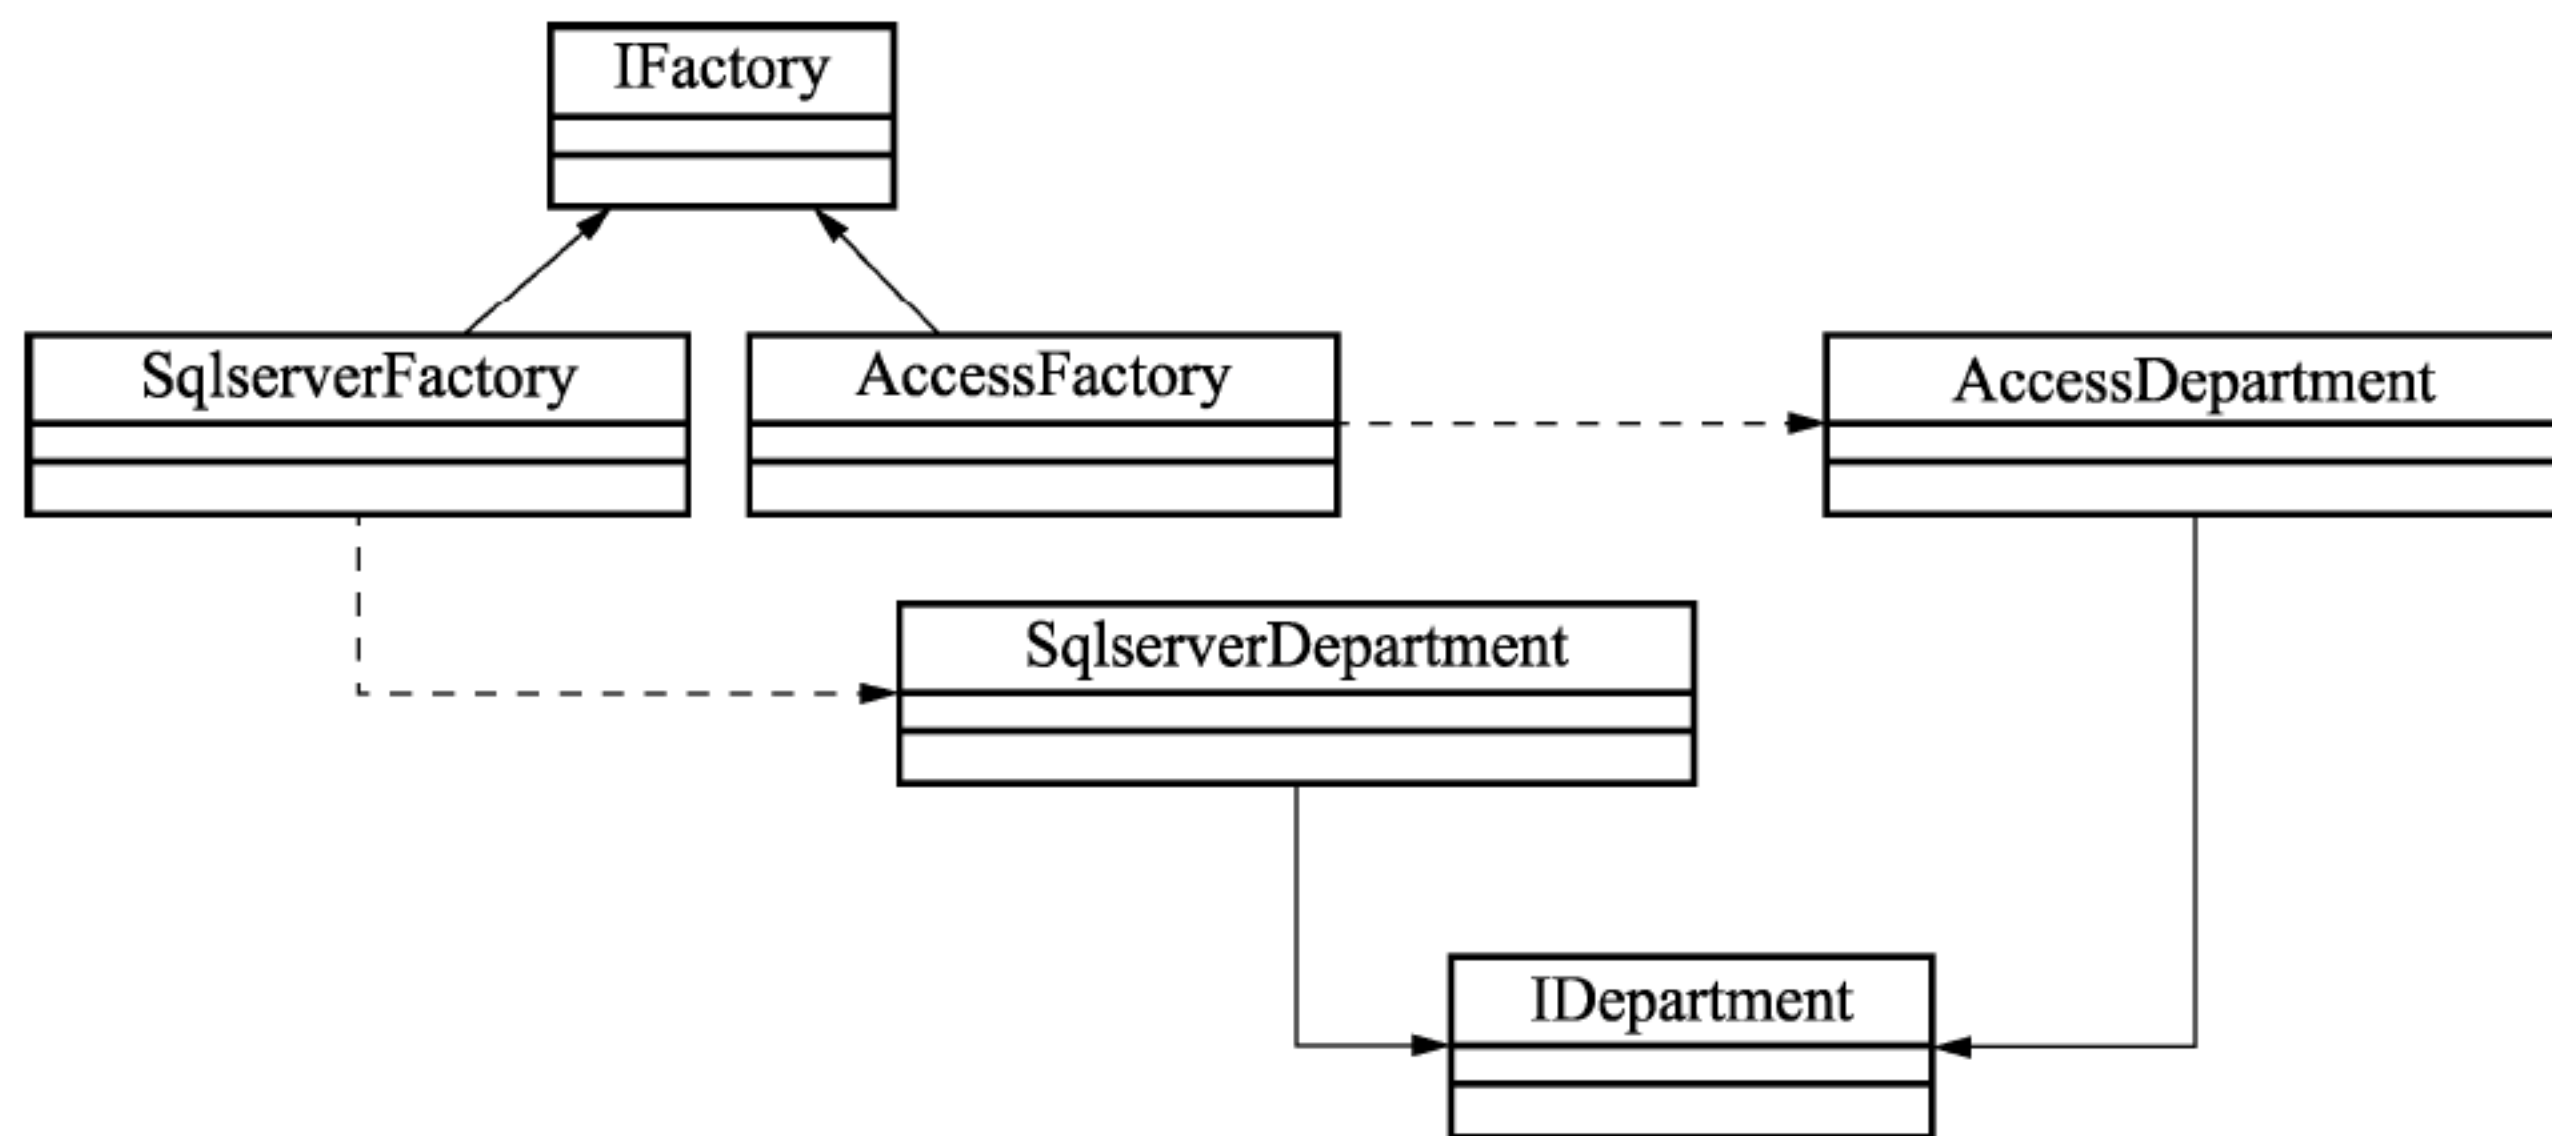 IFactory
SqlserverFactory
AccessFactory
AccessDepartment
SqlserverDepartment
IDepartment